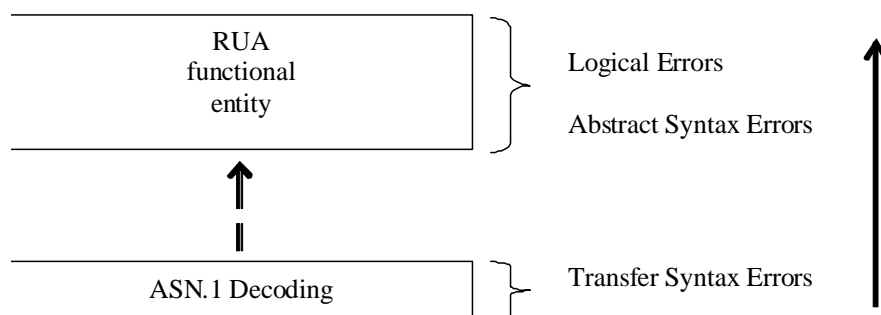 RUA
functional
entity
Logical Errors
Abstract Syntax Errors
ASN.1 Decoding
Transfer Syntax Errors